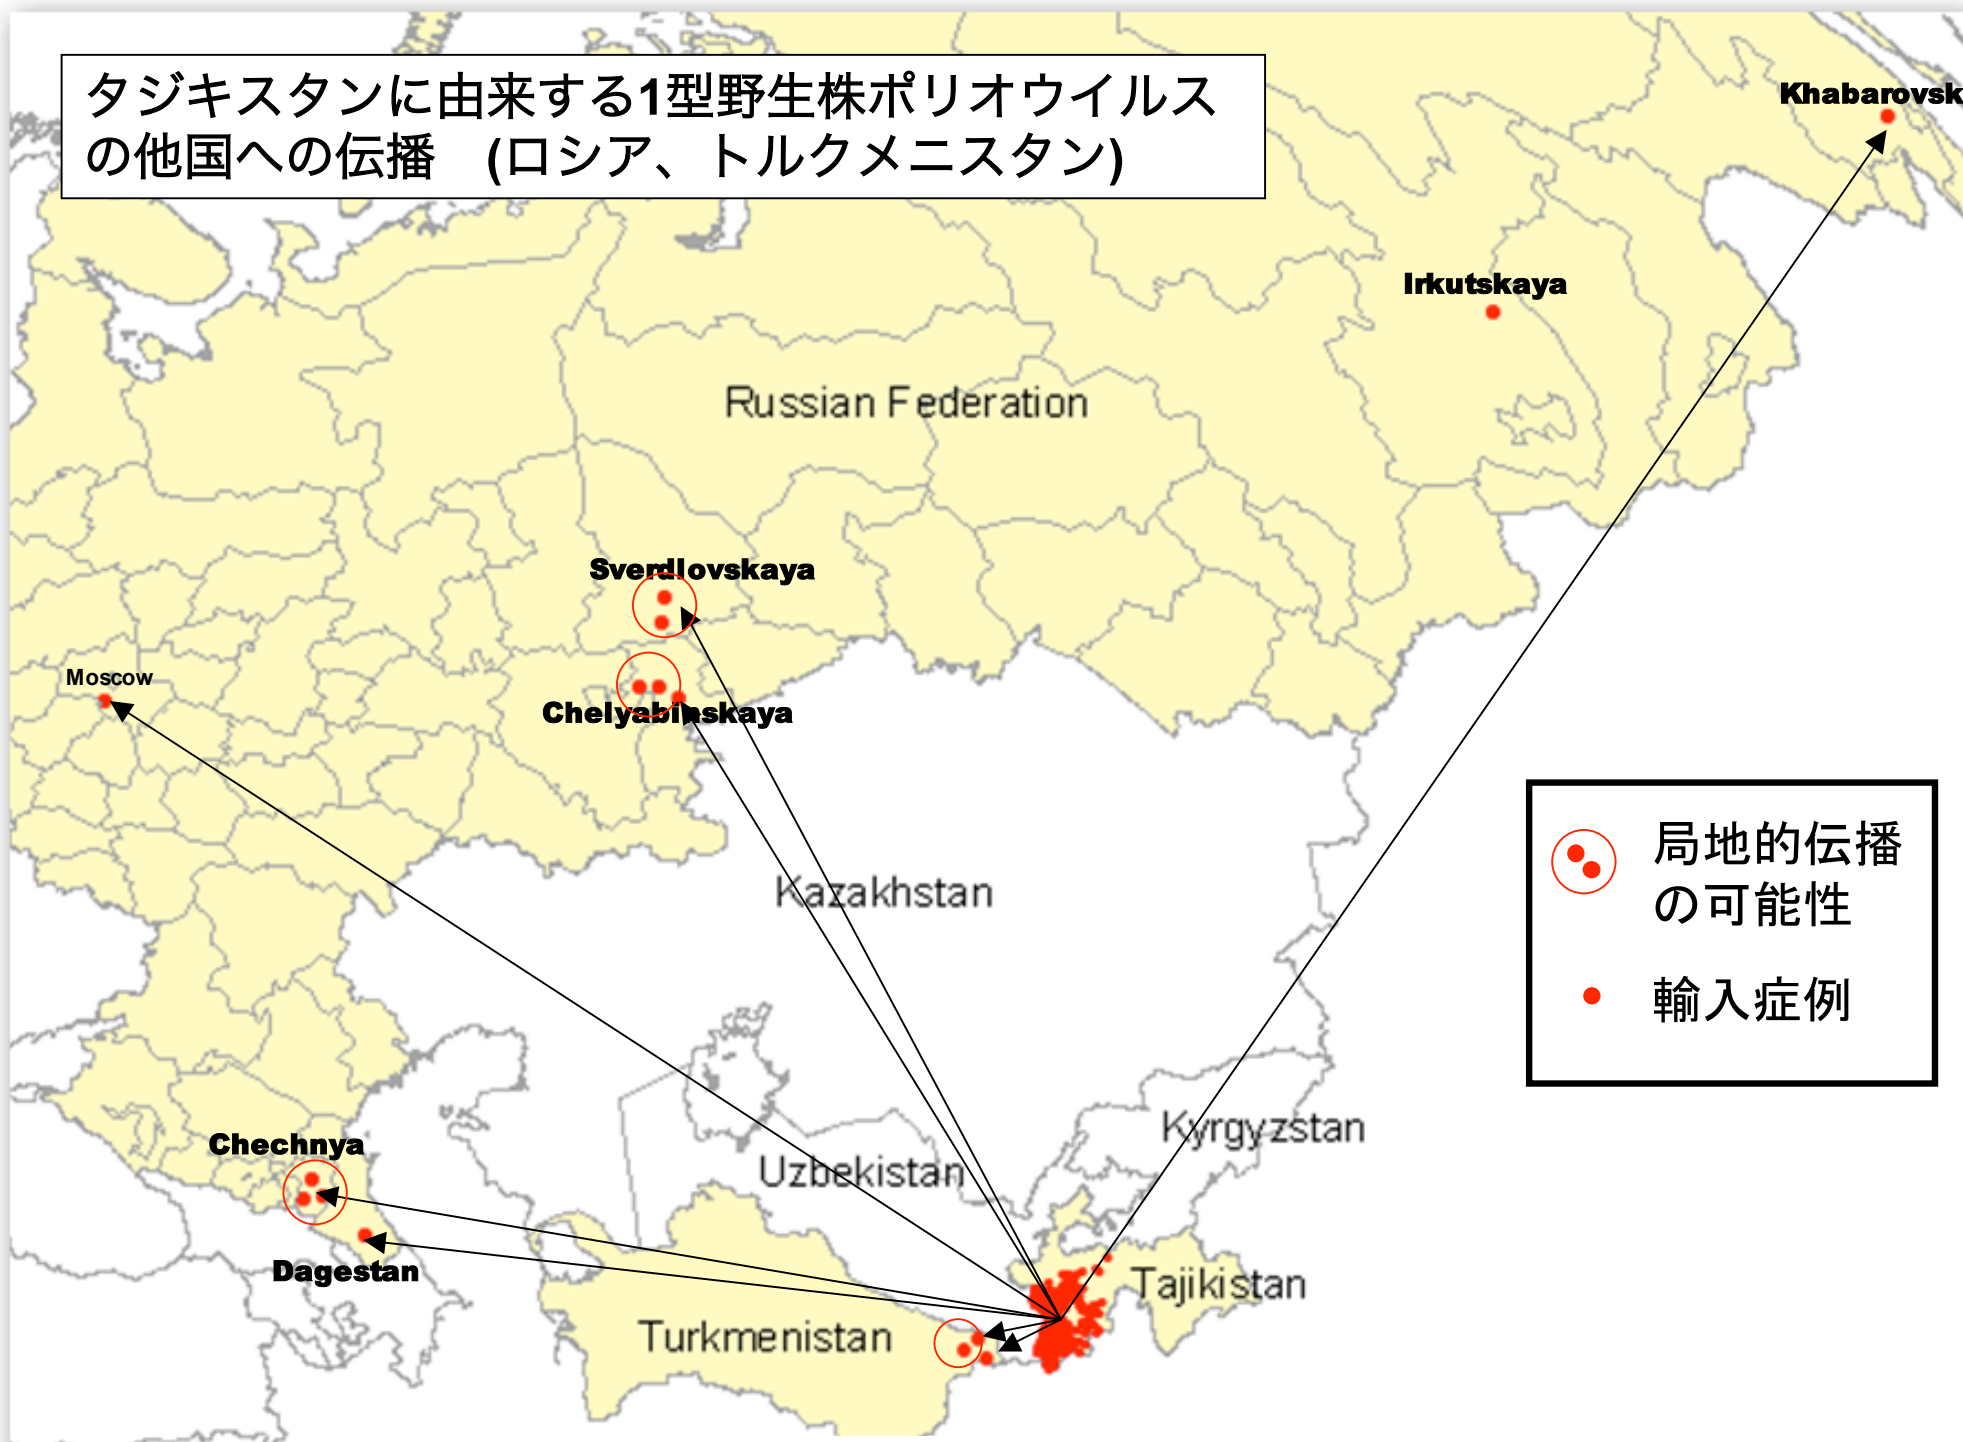 タジキスタンに由来する1型野生株ポリオウイルス
の他国への伝播　(ロシア、トルクメニスタン)
Khabarovsk
Irkutskaya
Russian Federation
Sverdlovskaya
Moscow
Chelyabinskaya
局地的伝播
の可能性
輸入症例
Kazakhstan
Kyrgyzstan
Chechnya
Uzbekistan
Dagestan
Tajikistan
Turkmenistan